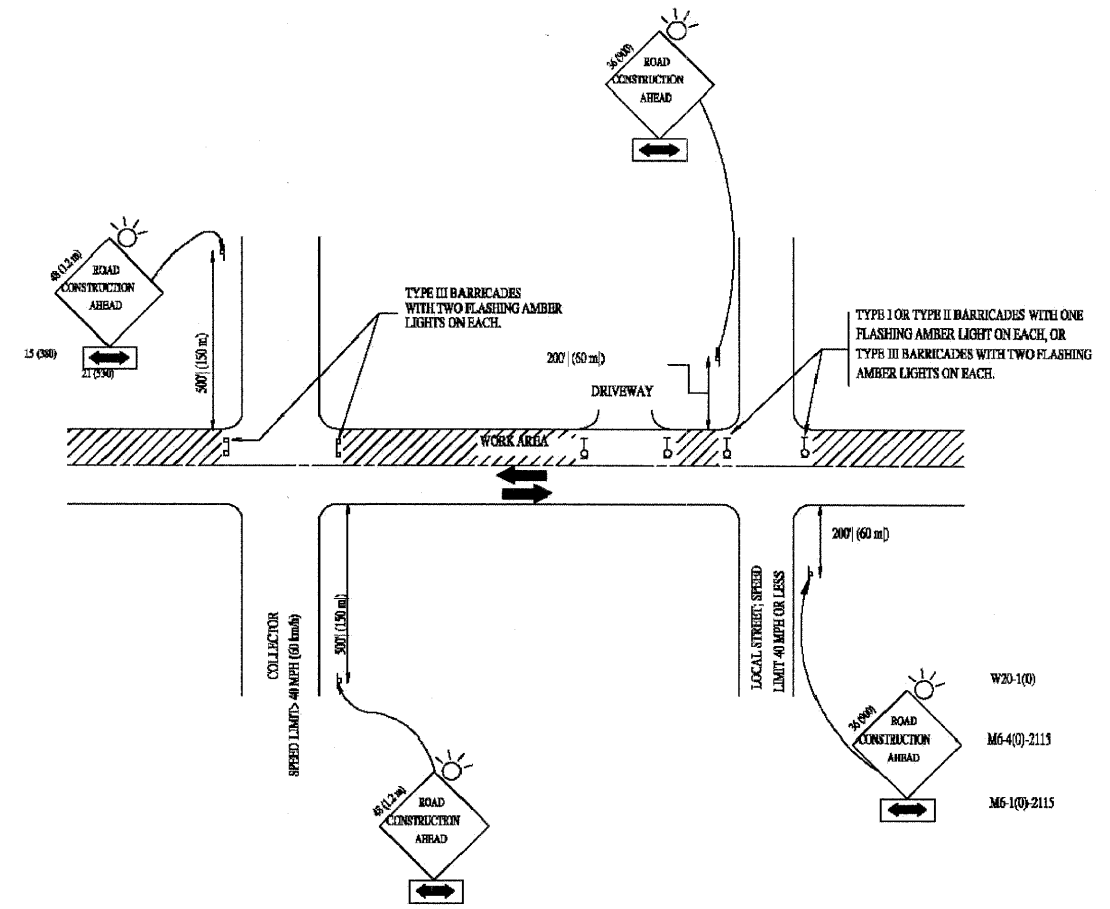 36 (900)
ROAD
CONSTRUCTION
AHEAD
48 (1.2 m)
ROAD
CONSTRUCTION
AHEAD
15 (380)
21 (530)
500'| (150 m|)
TYPE III BARRICADES
WITH TWO FLASHING AMBER
LIGHTS ON EACH.
200'| (60 m|)
DRIVEWAY
TYPE I OR TYPE II BARRICADES WITH ONE
FLASHING AMBER LIGHT ON EACH, OR
TYPE III BARRICADES WITH TWO FLASHING
AMBER LIGHTS ON EACH.
WORK AREA
200'| (60 m|)
500'| (150 m|)
COLLECTOR
SPEED LIMIT> 40 MPH (60 km/h)
LOCAL STREET; SPEED
LIMIT 40 MPH OR LESS
36 (900)
ROAD
CONSTRUCTION
AHEAD
W20-1(0)
M6-4(0)-2115
M6-1(0)-2115
48 (1.2 m)
ROAD
CONSTRUCTION
AHEAD